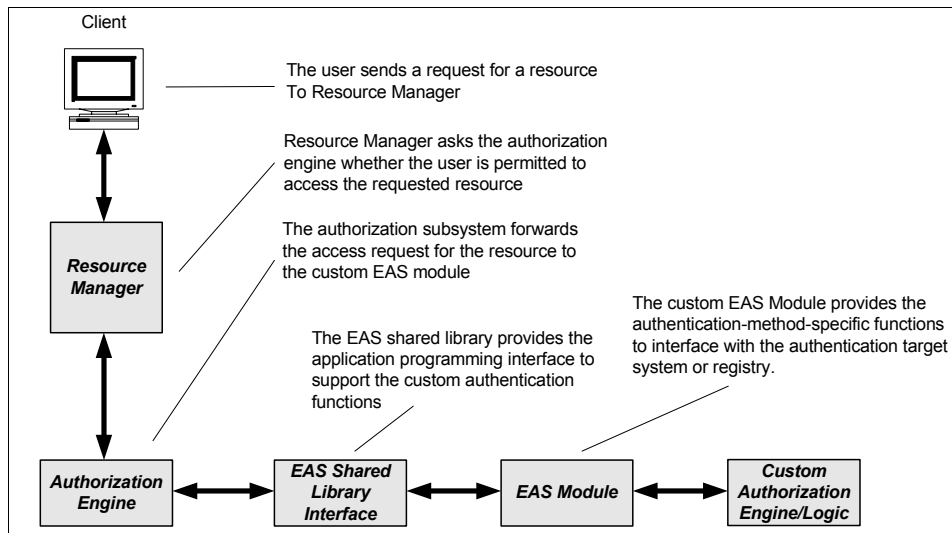 Client
The user sends a request for a resource
To Resource Manager
Resource Manager asks the authorization
engine whether the user is permitted to
access the requested resource
The authorization subsystem forwards
the access request for the resource to
the custom EAS module
Resource
Manager
The custom EAS Module provides the
authentication-method-specific functions
to interface with the authentication target
system or registry.
The EAS shared library provides the
application programming interface to
support the custom authentication
functions
Authorization
Engine
EAS Shared
Library
Interface
EAS Module
Custom
Authorization
Engine/Logic